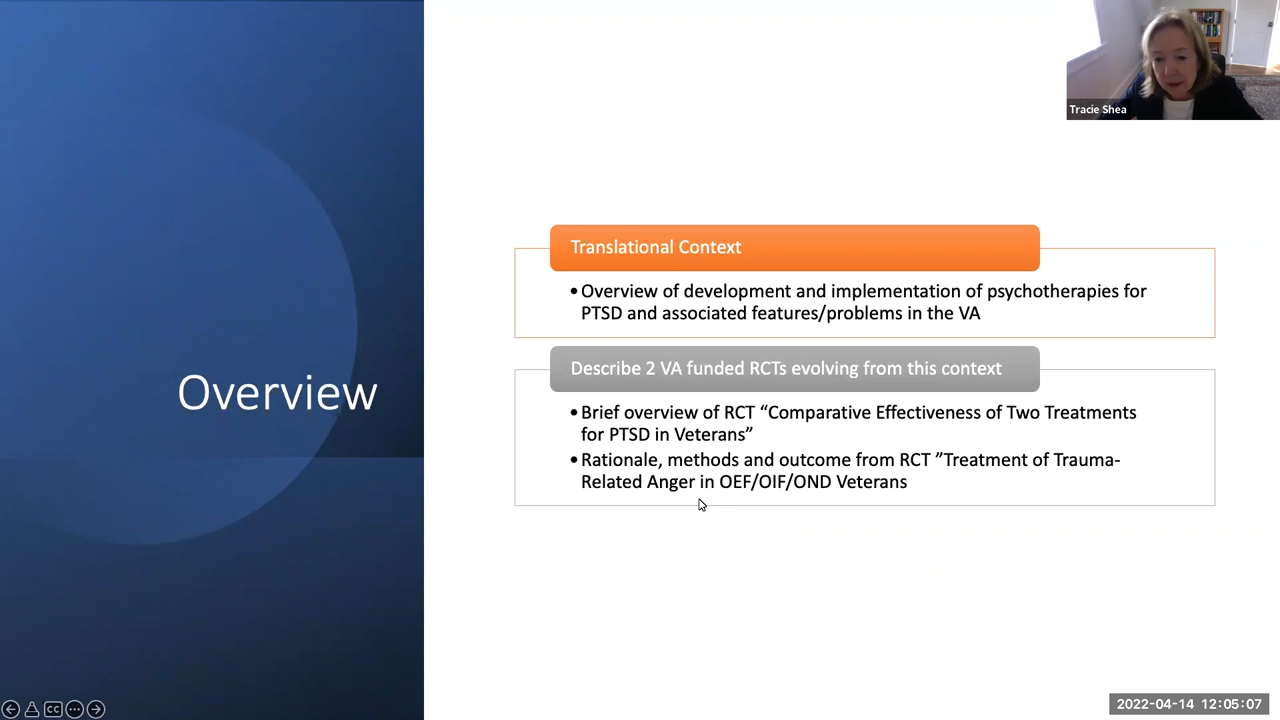 Tracie Shea
Overview
Translational Context
•Overview of development and implementation of psychotherapies for
PTSD and associated features/problems in the VA
Describe 2 VA funded RCTs evolving from this context
•Brief overview of RCT “Comparative Effectiveness of Two Treatments
for PTSD in Veterans”
•Rationale, methods and outcome from RCT ”Treatment of Trauma-
Related Anger in OEF/OIF/OND Veterans
CC
2022-04-14 12:05:07